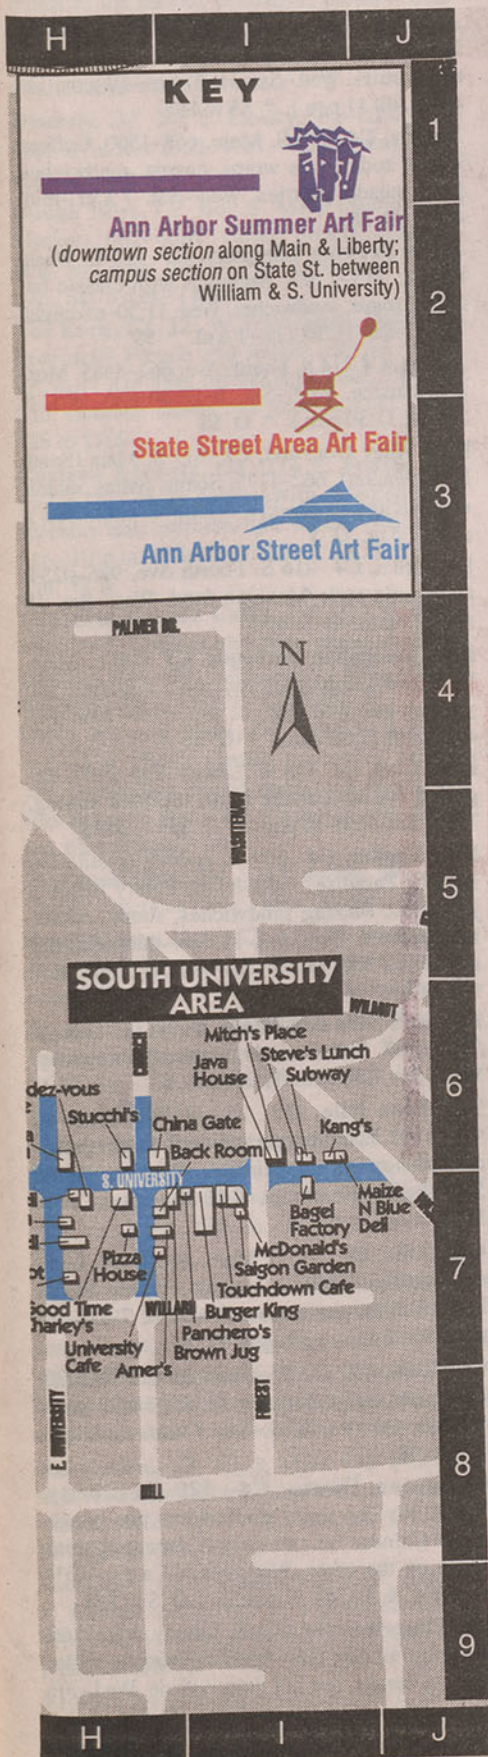 H I J
KEY
1
Ann Arbor Summer Art Fair
(downtown section along Main & Liberty;
campus section on State St. between
William & S. University)
2
State Street Area Art Fair
3
Ann Arbor Street Art Fair
PALMER DR.
N
4
WASHTENAW
5
SOUTH UNIVERSITY
AREA
WILMOT
CHURCH
Mitch's Place
Steve's Lunch
Java
House
Subway
6
dez-vous
Stucchi's
China Gate
Kang's
Back Room
S. UNIVERSITY
Maize
N Blue
Deli
Bagel
Factory
7
McDonald's
Saigon Garden
Pizza
House
Touchdown Cafe
Good Time
Charley's
WILLARD
Burger King
Panchero's
University
Cafe
Brown Jug
Amer's
E. UNIVERSITY
FOREST
8
HILL
9
H I J